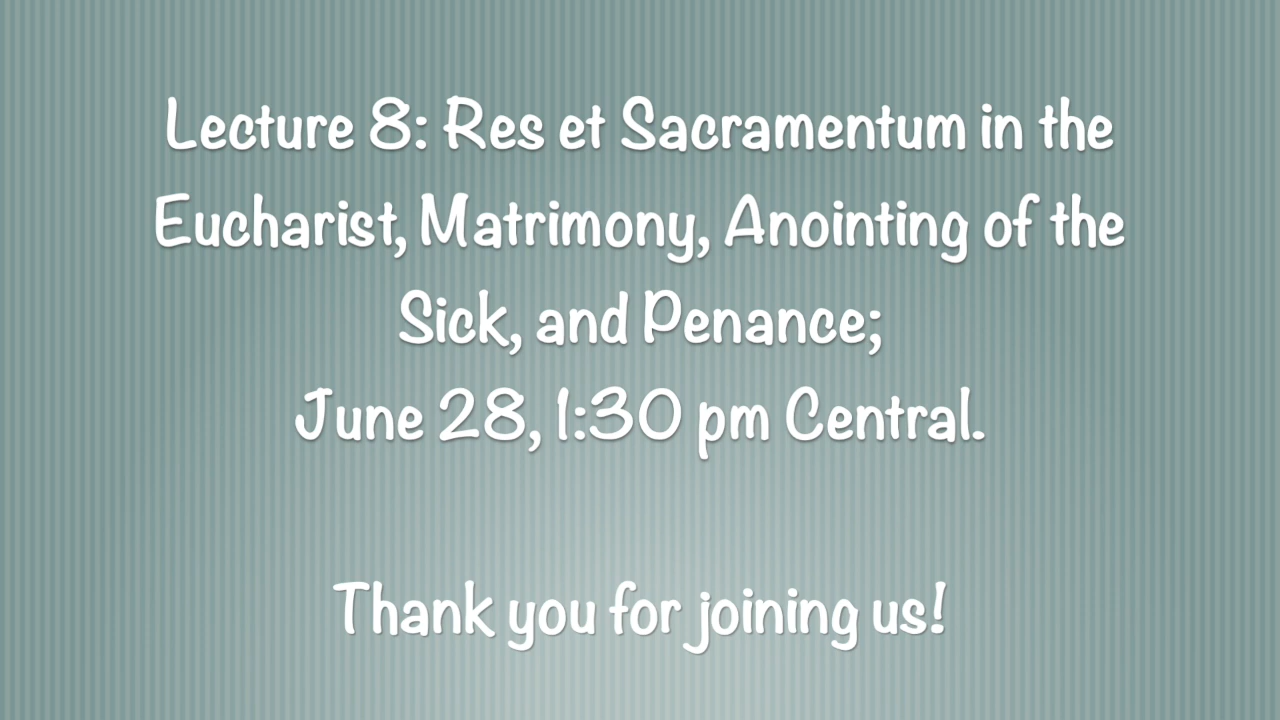 Lecture 8: Res et Sacramentum in the
Eucharist, Matrimony, Anointing of the
Sick, and Penance;
June 28, 1:30 pm Central.
Thank you for joining us!